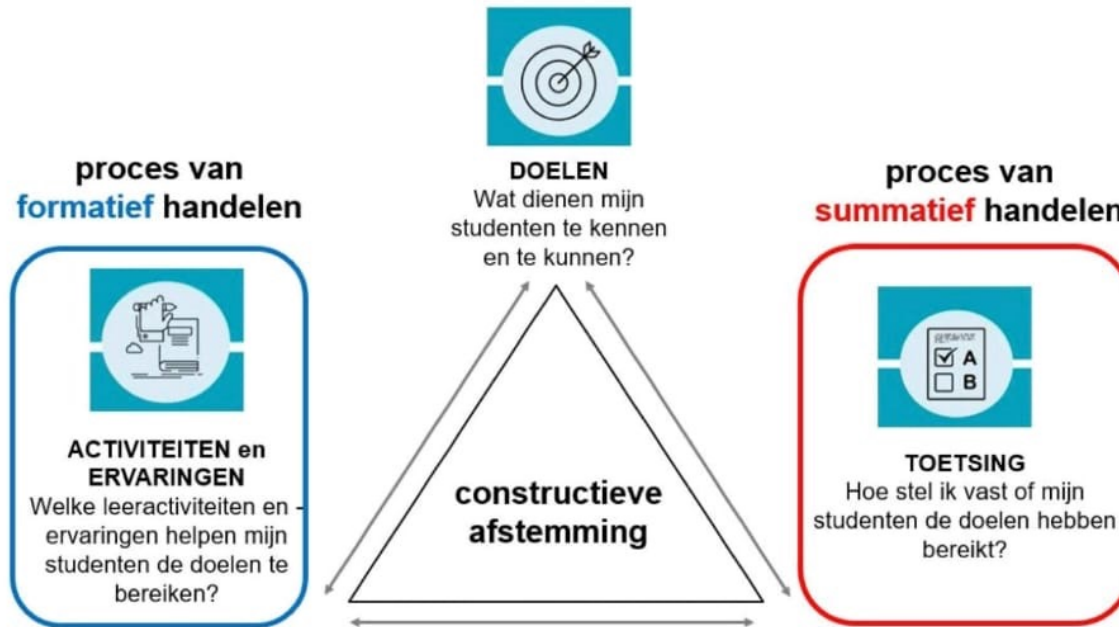 proces van
formatief handelen
ACTIVITEITEN en
ERVARINGEN
Welke leeractiviteiten en -
ervaringen helpen mijn
studenten de doelen te
bereiken?
DOELEN
Wat dienen mijn
studenten te kennen
en te kunnen?
constructieve
afstemming
proces van
summatief handelen
A
B
TOETSING
Hoe stel ik vast of mijn
studenten de doelen hebben
bereikt?